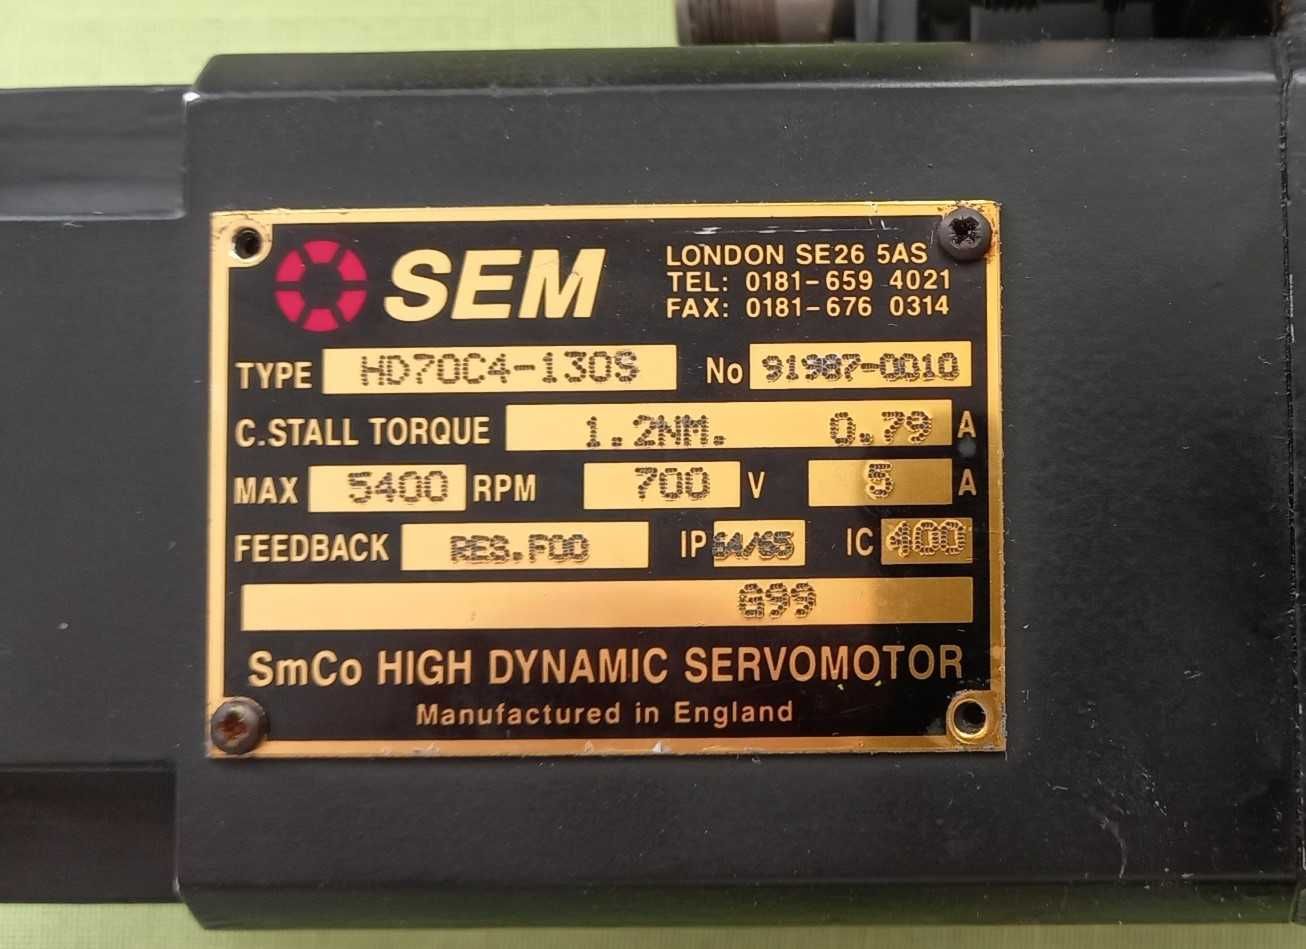 SEM
LONDON SE26 5AS
TEL: 0181-659 4021
FAX: 0181-676 0314
TYPE HD70C4-130S No 91987-0010
C.STALL TORQUE 1.2NM. 0.79 A
MAX 5400 RPM 700 V 5 A
FEEDBACK RES.F00 IP 64/65 IC 400
G99
SmCo HIGH DYNAMIC SERVOMOTOR
Manufactured in England